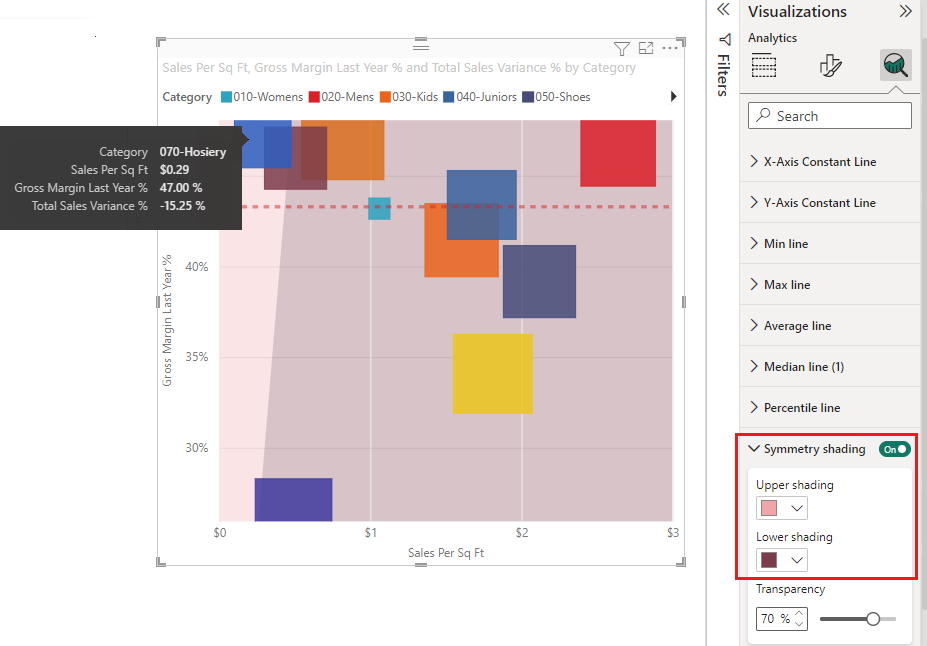 Sales Per Sq Ft, Gross Margin Last Year % and Total Sales Variance % by Category
Category 010-Womens 020-Mens 030-Kids 040-Juniors 050-Shoes
Category 070-Hosiery
Sales Per Sq Ft $0.29
Gross Margin Last Year % 47.00 %
Total Sales Variance % -15.25 %
Gross Margin Last Year %
40%
35%
30%
$0 $1 $2 $3
Sales Per Sq Ft
Filters
Visualizations
Analytics
Search
X-Axis Constant Line
Y-Axis Constant Line
Min line
Max line
Average line
Median line (1)
Percentile line
Symmetry shading On
Upper shading
Lower shading
Transparency
70 %